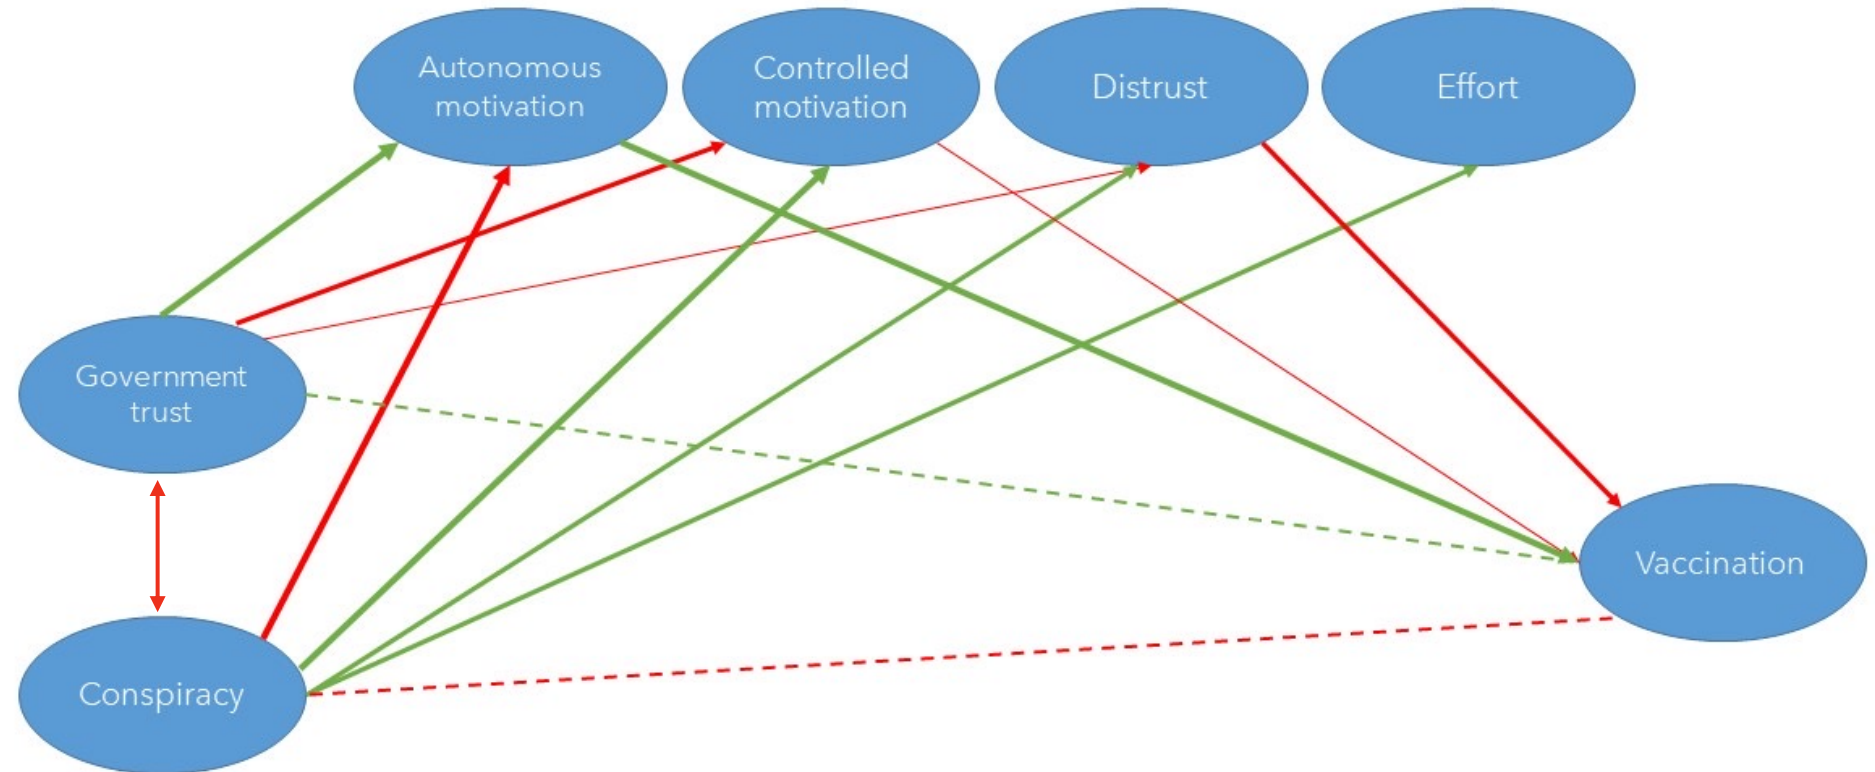 Autonomous
motivation
Controlled
motivation
Distrust
Effort
Government
trust
Vaccination
Conspiracy